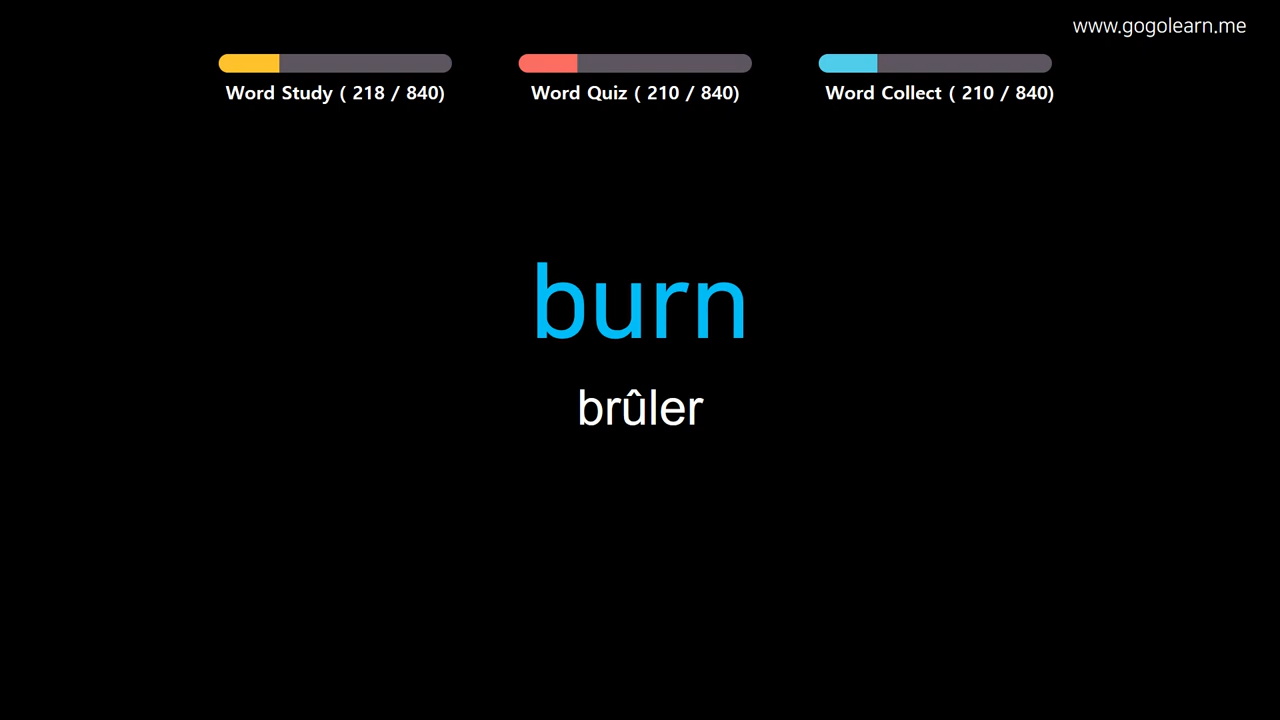 www.gogolearn.me
Word Study ( 218 / 840)
Word Quiz ( 210 / 840)
Word Collect ( 210 / 840)
burn
brûler